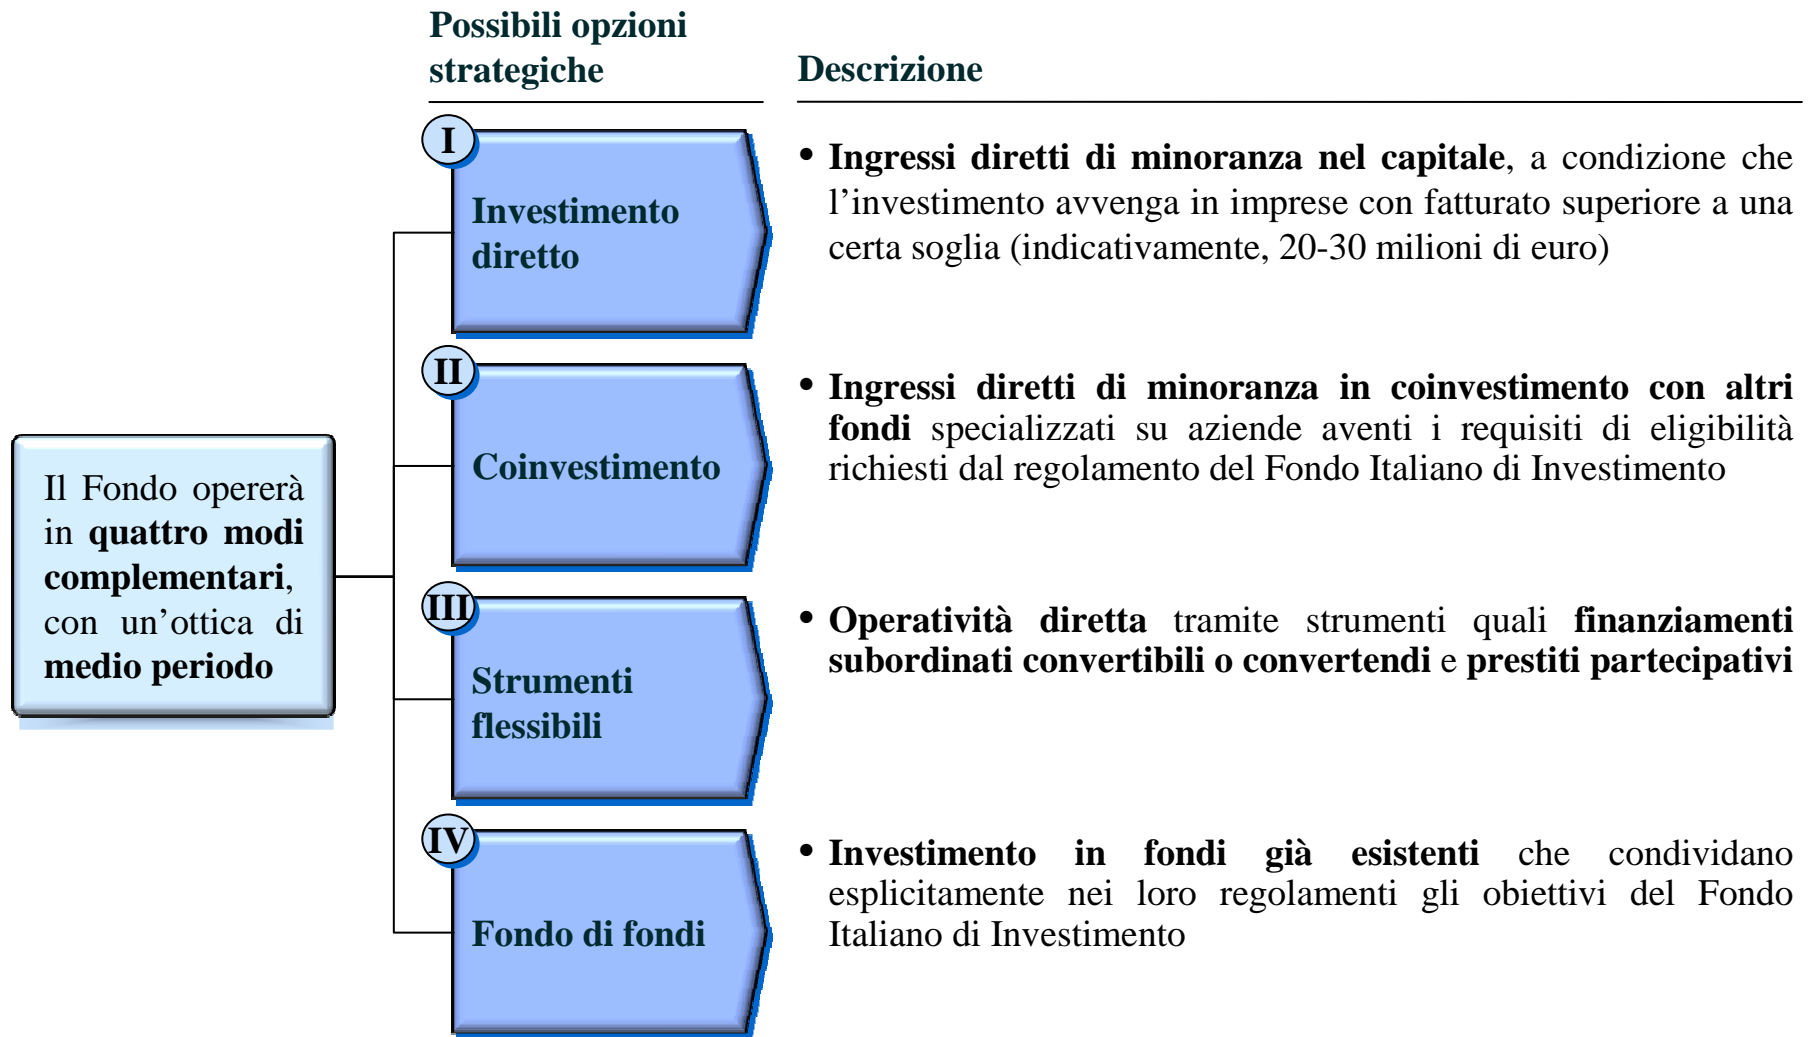 Possibili opzioni
strategiche
Descrizione
Il Fondo opererà
in quattro modi
complementari,
con un’ottica di
medio periodo
I
Investimento
diretto
• Ingressi diretti di minoranza nel capitale, a condizione che
l’investimento avvenga in imprese con fatturato superiore a una
certa soglia (indicativamente, 20-30 milioni di euro)
II
Coinvestimento
• Ingressi diretti di minoranza in coinvestimento con altri
fondi specializzati su aziende aventi i requisiti di eligibilità
richiesti dal regolamento del Fondo Italiano di Investimento
III
Strumenti
flessibili
• Operatività diretta tramite strumenti quali finanziamenti
subordinati convertibili o convertendi e prestiti partecipativi
IV
Fondo di fondi
• Investimento in fondi già esistenti che condividano
esplicitamente nei loro regolamenti gli obiettivi del Fondo
Italiano di Investimento